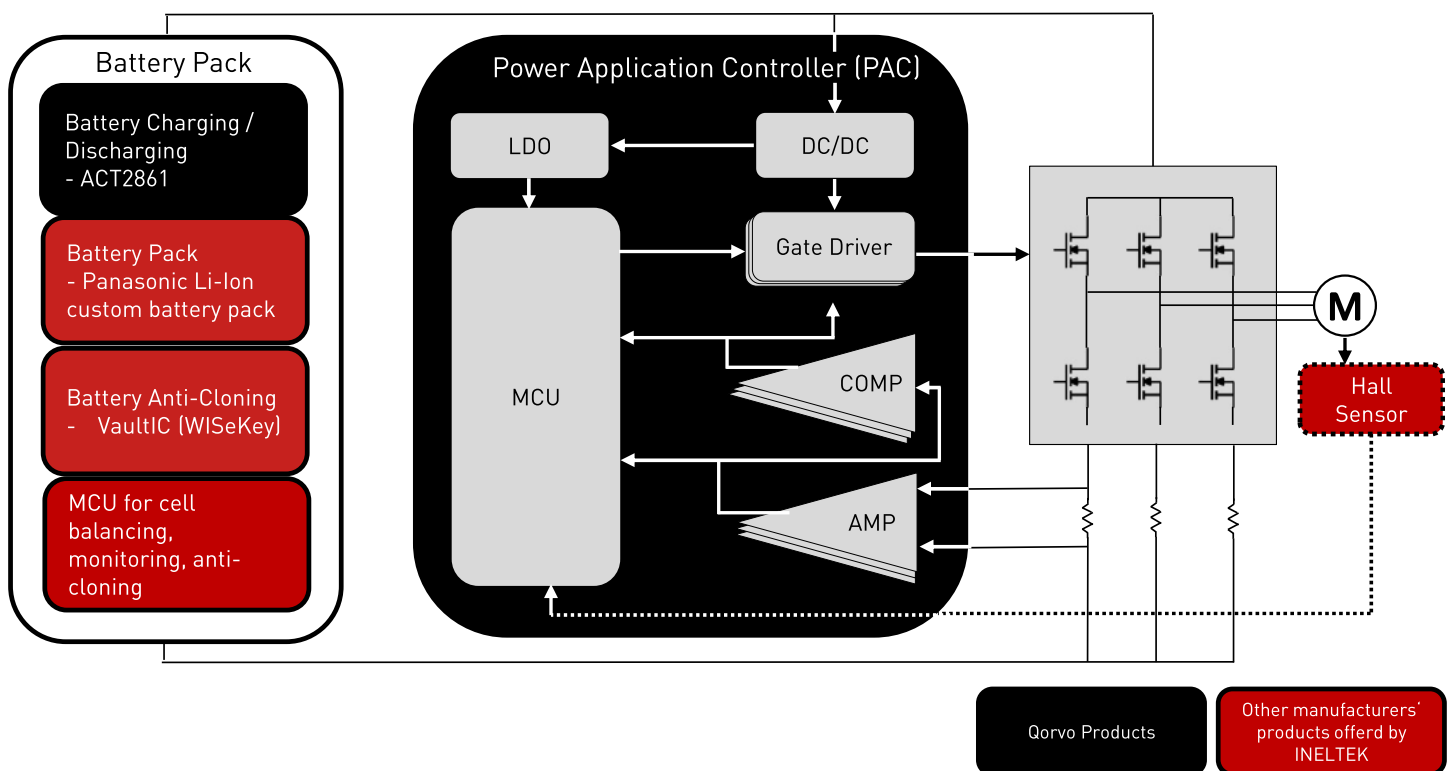 Battery Pack
Battery Charging /
Discharging
- ACT2861
Battery Pack
- Panasonic Li-Ion
custom battery pack
Battery Anti-Cloning
- VaultIC (WISeKey)
MCU for cell
balancing,
monitoring, anti-
cloning
Power Application Controller (PAC)
LDO
DC/DC
MCU
Gate Driver
COMP
AMP
M
Hall
Sensor
Qorvo Products
Other manufacturers‘
products offerd by
INELTEK